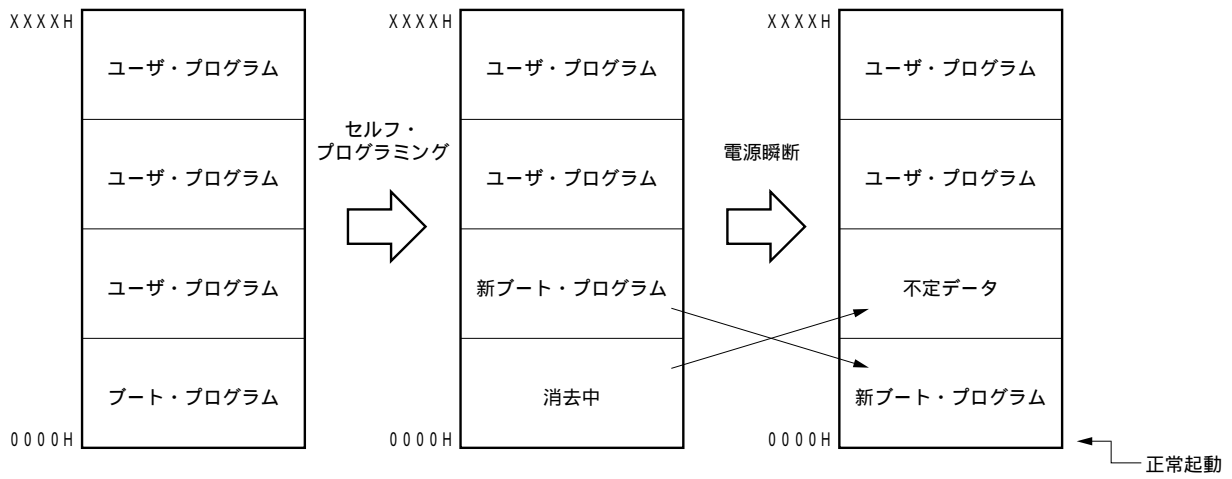 XXXXH
ユーザ・プログラム
ユーザ・プログラム
ユーザ・プログラム
ブート・プログラム
0000H
セルフ・
プログラミング
XXXXH
ユーザ・プログラム
ユーザ・プログラム
新ブート・プログラム
消去中
0000H
電源瞬断
XXXXH
ユーザ・プログラム
ユーザ・プログラム
不定データ
新ブート・プログラム
0000H
正常起動